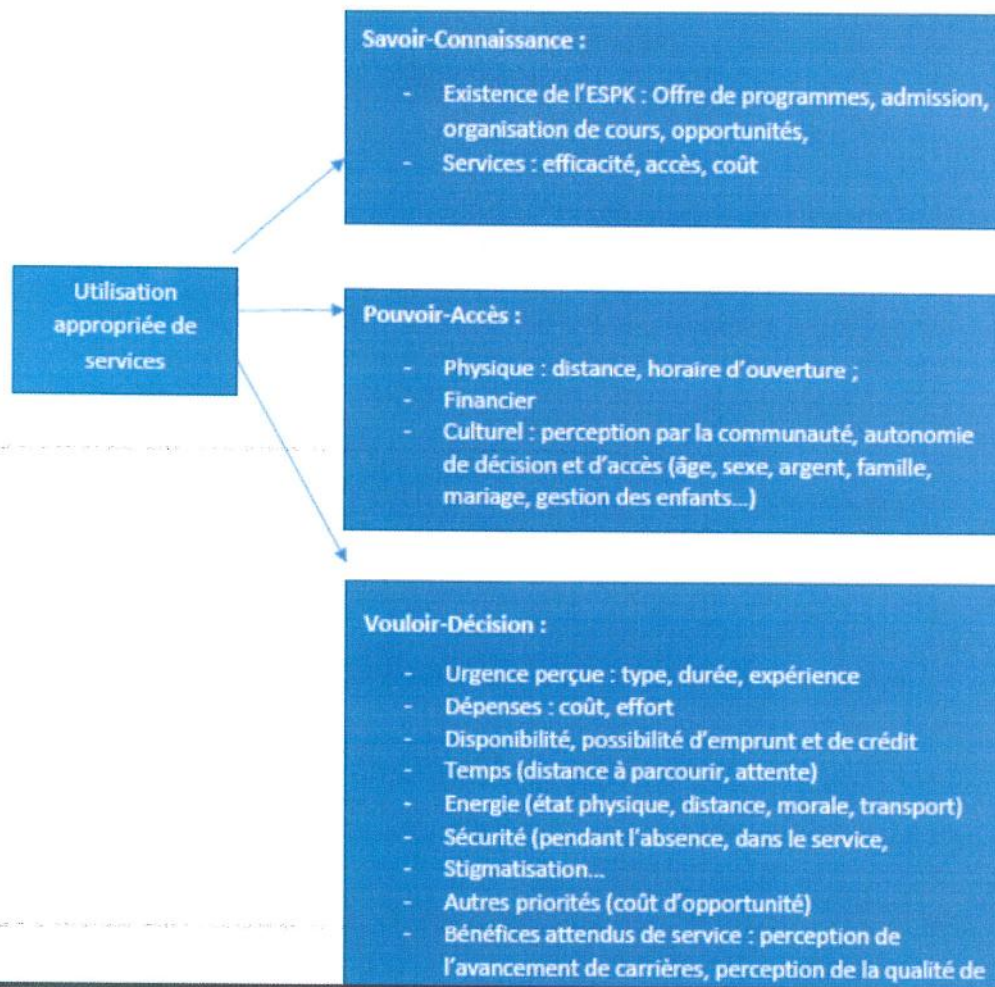 Savoir-Connaissance :
- Existence de l'ESPK : Offre de programmes, admission,
organisation de cours, opportunités,
- Services : efficacité, accès, coût
Utilisation
appropriée de
services
Pouvoir-Accès :
- Physique : distance, horaire d'ouverture ;
- Financier
- Culturel : perception par la communauté, autonomie
de décision et d'accès (âge, sexe, argent, famille,
mariage, gestion des enfants...)
Vouloir-Décision :
- Urgence perçue : type, durée, expérience
- Dépenses : coût, effort
- Disponibilité, possibilité d'emprunt et de crédit
- Temps (distance à parcourir, attente)
- Energie (état physique, distance, morale, transport)
- Sécurité (pendant l'absence, dans le service,
- Stigmatisation...
- Autres priorités (coût d'opportunité)
- Bénéfices attendus de service : perception de
l'avancement de carrières, perception de la qualité de